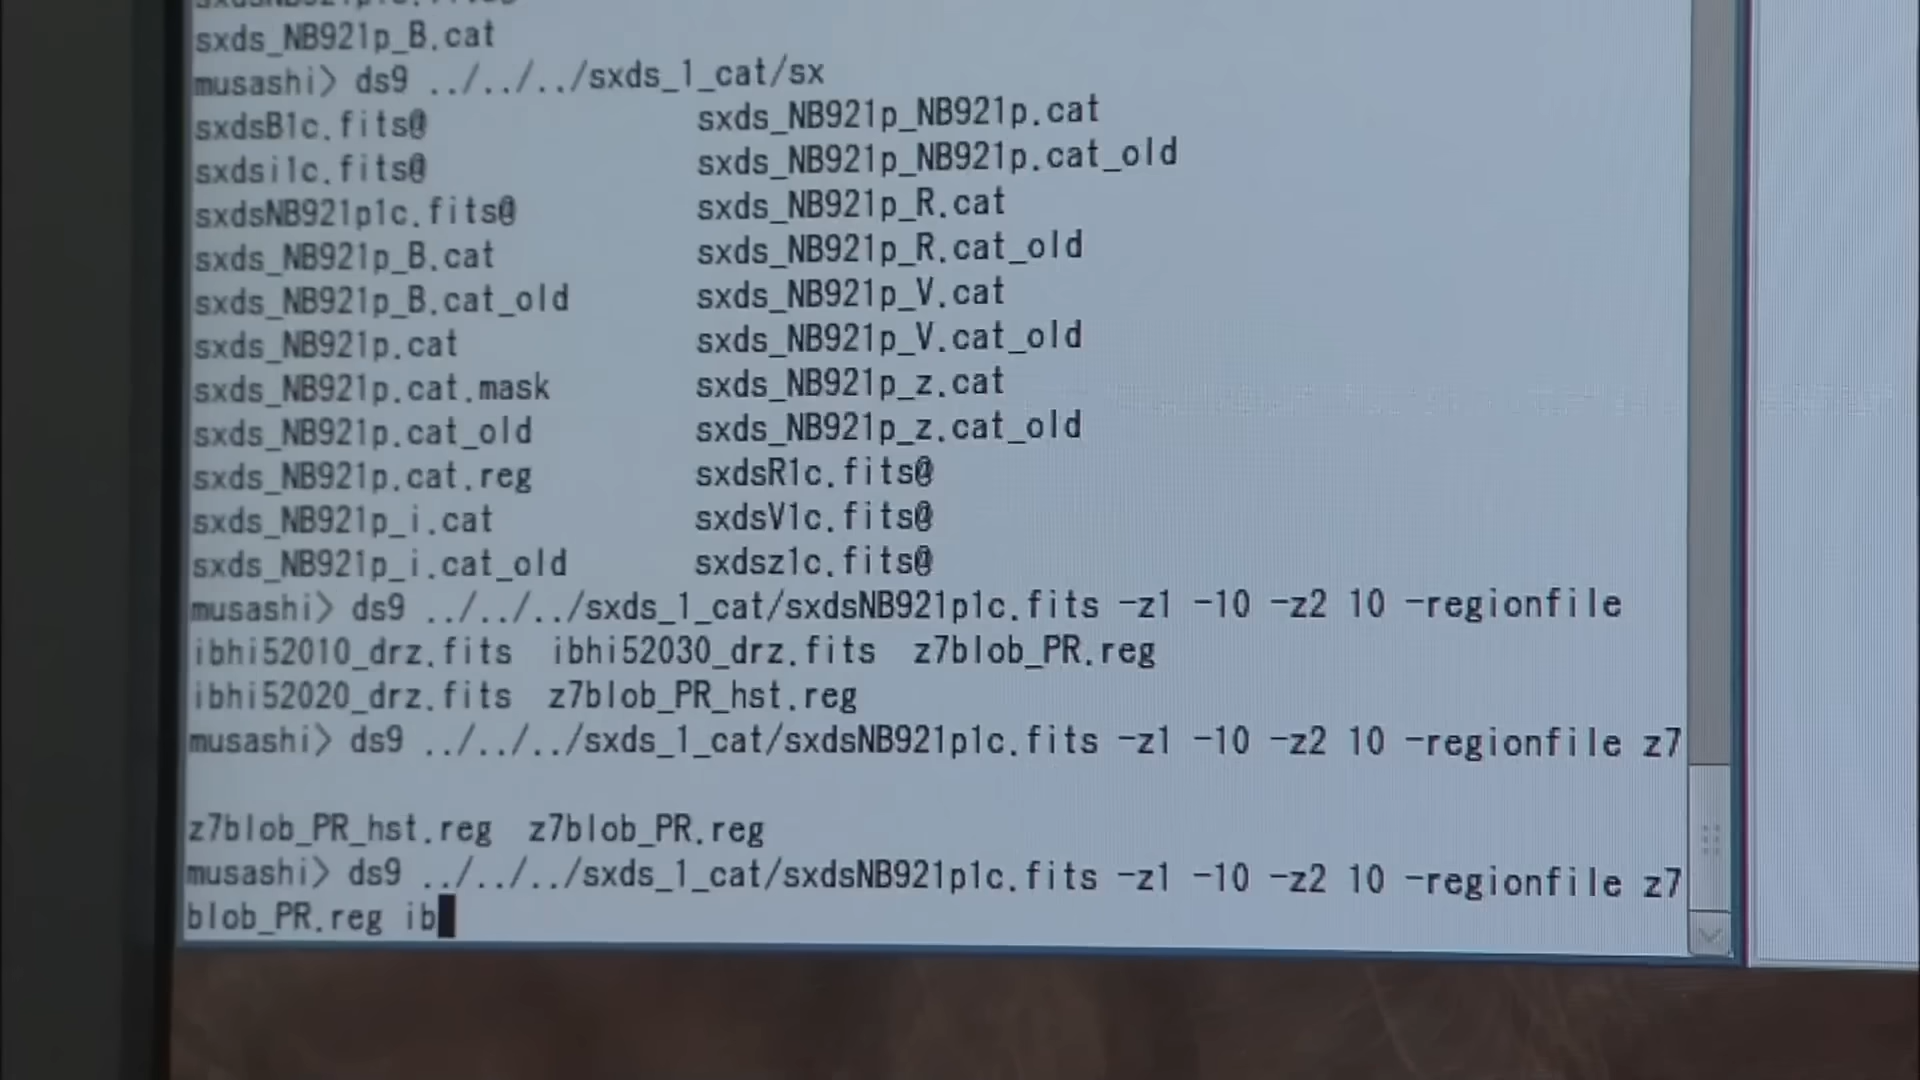 sxds_NB921p_B.cat
musashi> ds9 ../../../sxds_1_cat/sx
sxdsB1c.fits@ sxds_NB921p_NB921p.cat
sxdsi1c.fits@ sxds_NB921p_NB921p.cat_old
sxdsNB921p1c.fits@ sxds_NB921p_R.cat
sxds_NB921p_B.cat sxds_NB921p_R.cat_old
sxds_NB921p_B.cat_old sxds_NB921p_V.cat
sxds_NB921p.cat sxds_NB921p_V.cat_old
sxds_NB921p.cat.mask sxds_NB921p_z.cat
sxds_NB921p.cat_old sxds_NB921p_z.cat_old
sxds_NB921p.cat.reg sxdsR1c.fits@
sxds_NB921p_i.cat sxdsV1c.fits@
sxds_NB921p_i.cat_old sxdsz1c.fits@
musashi> ds9 ../../../sxds_1_cat/sxdsNB921p1c.fits -z1 -10 -z2 10 -regionfile
ibhi52010_drz.fits ibhi52030_drz.fits z7blob_PR.reg
ibhi52020_drz.fits z7blob_PR_hst.reg
musashi> ds9 ../../../sxds_1_cat/sxdsNB921p1c.fits -z1 -10 -z2 10 -regionfile z7
z7blob_PR_hst.reg z7blob_PR.reg
musashi> ds9 ../../../sxds_1_cat/sxdsNB921p1c.fits -z1 -10 -z2 10 -regionfile z7
blob_PR.reg ib